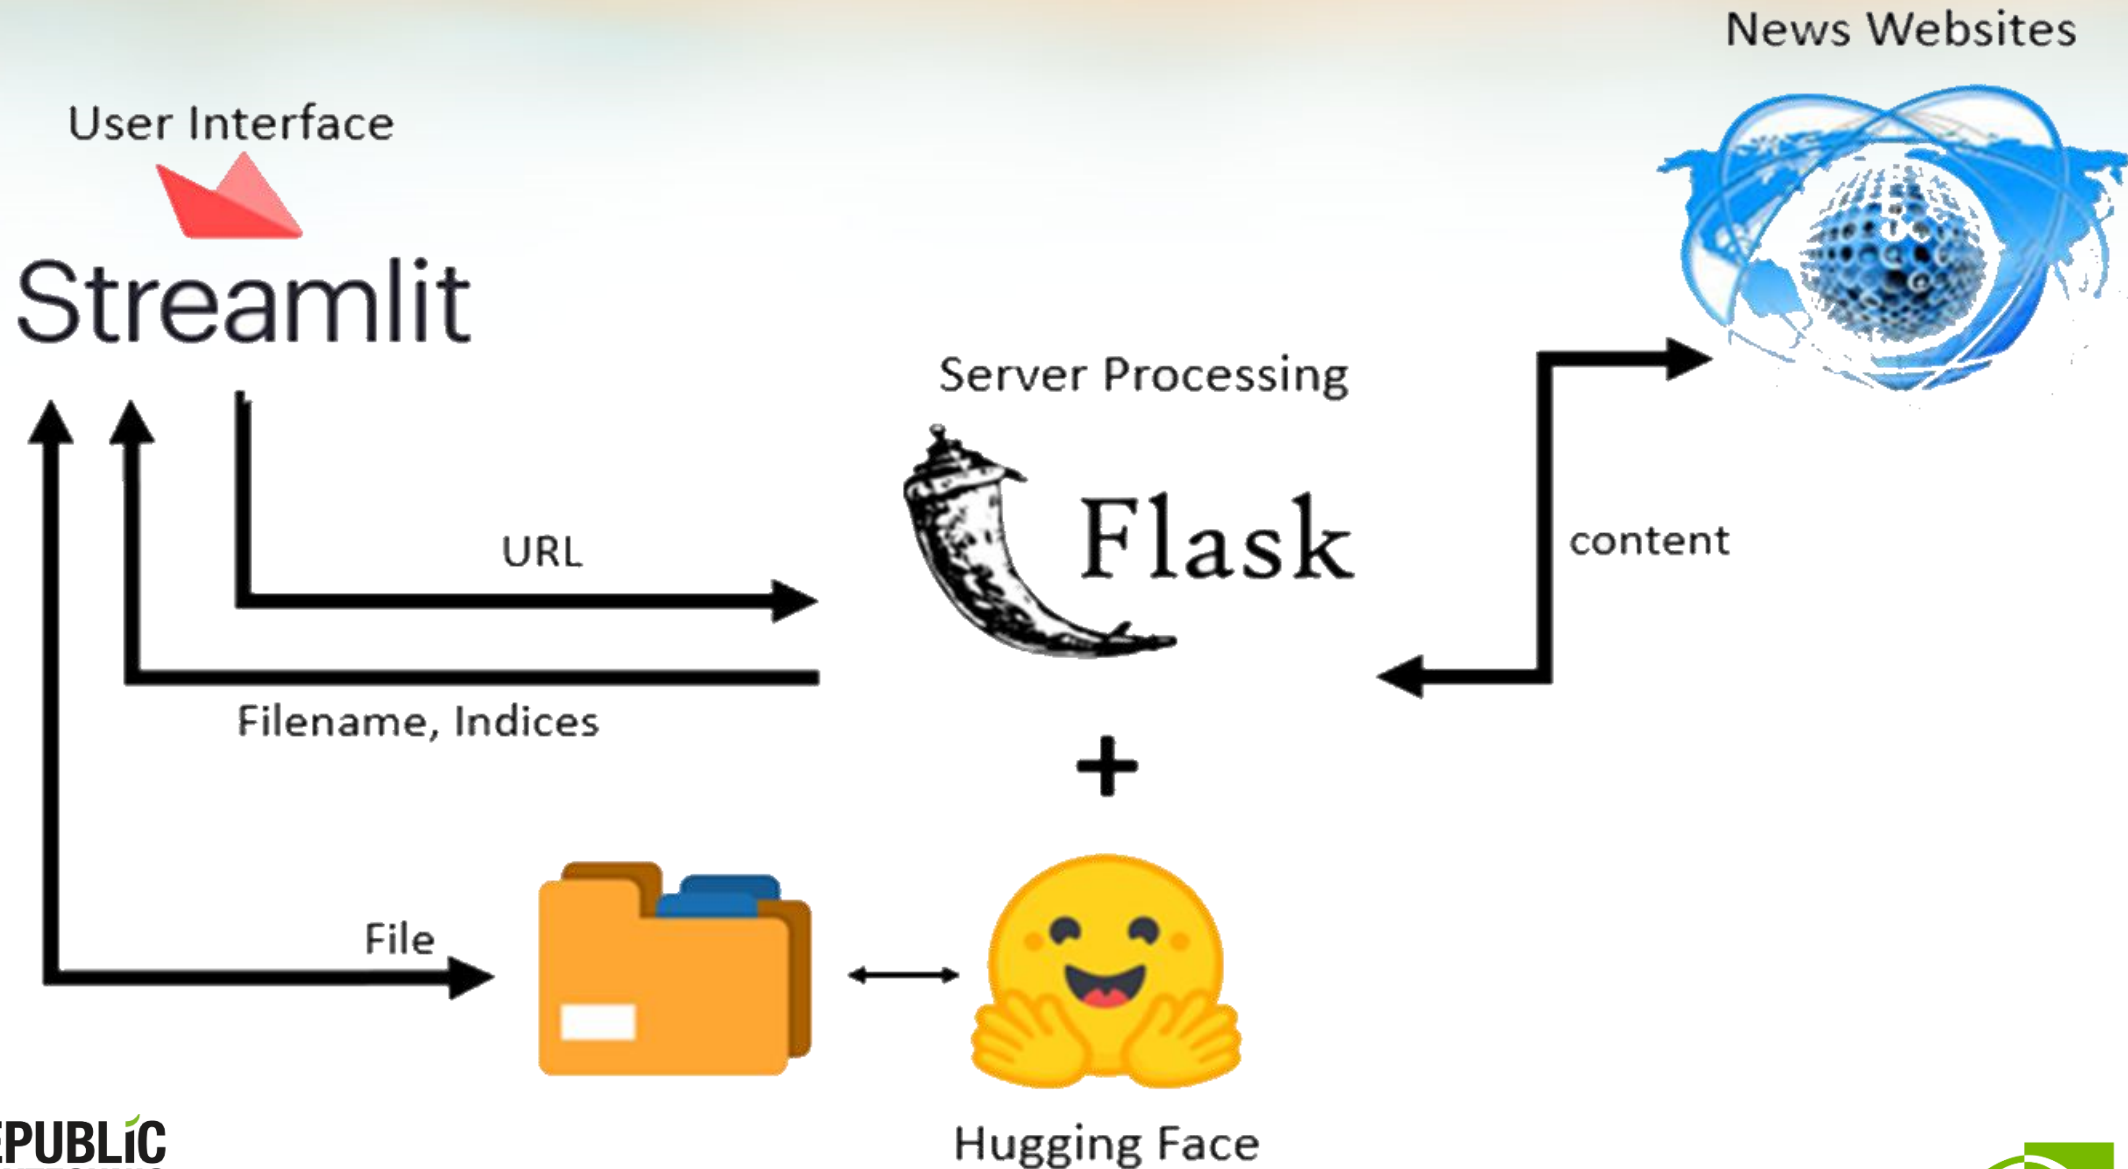 News Websites
User Interface
Streamlit
Server Processing
Flask
URL
content
Filename, Indices
+
File
Hugging Face